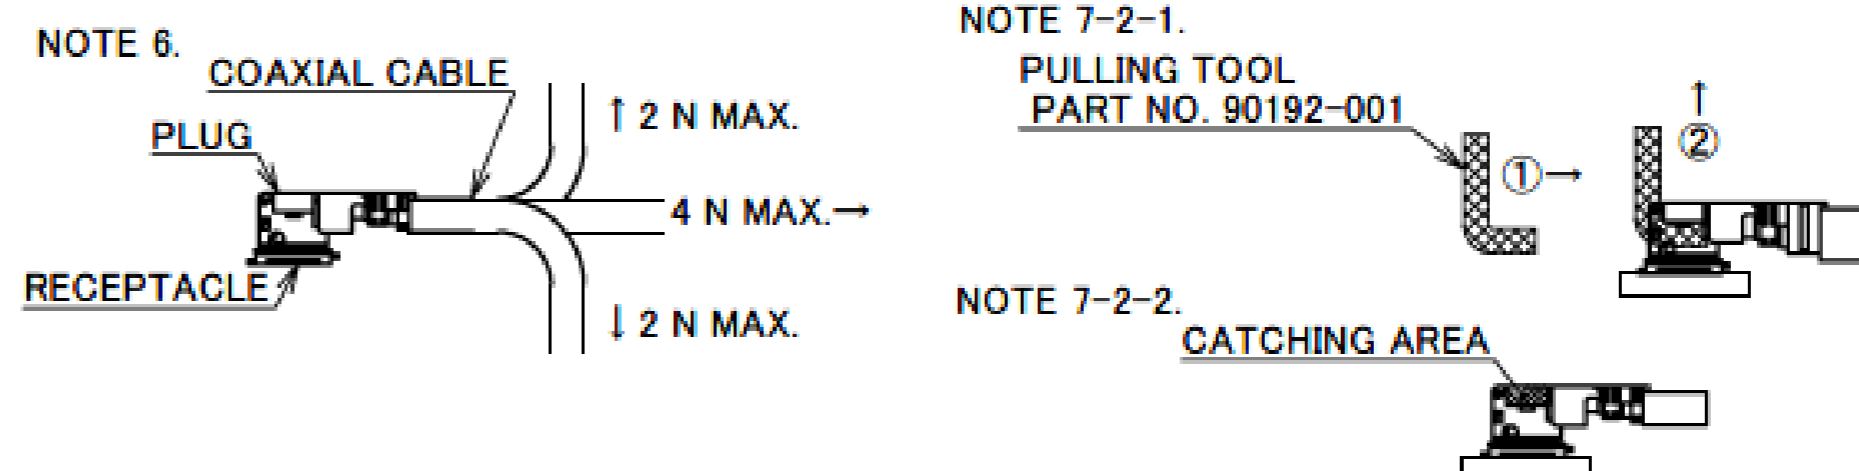 NOTE 6.
COAXIAL CABLE
PLUG
RECEPTACLE
↑ 2 N MAX.
4 N MAX.→
↓ 2 N MAX.
NOTE 7-2-1.
PULLING TOOL
PART NO. 90192-001
①→
↑
②
NOTE 7-2-2.
CATCHING AREA